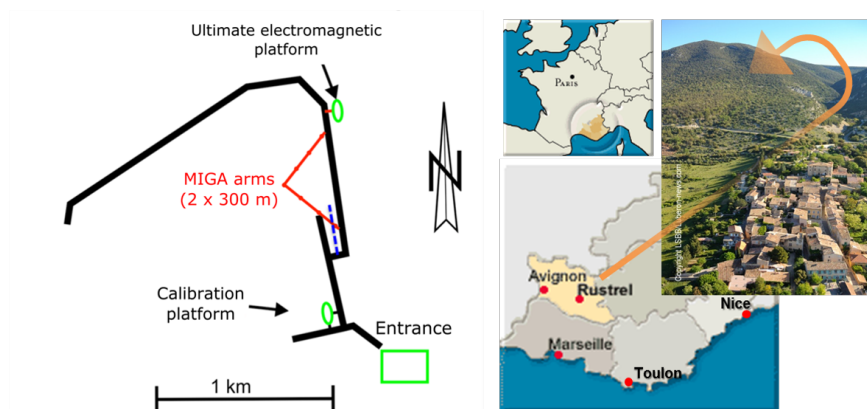 Ultimate electromagnetic
platform
MIGA arms
(2 x 300 m)
N
Calibration
platform
Entrance
1 km
PARIS
Avignon
Rustrel
Marseille
Toulon
Nice